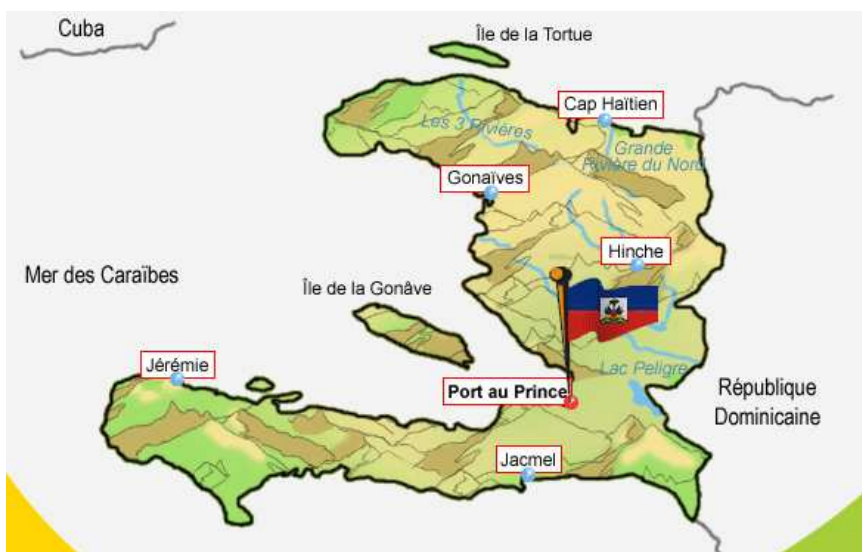 Cuba
Île de la Tortue
Cap Haïtien
Les 3 Rivières
Grande
Rivière du Nord
Gonaïves
Hinche
Mer des Caraïbes
Île de la Gonâve
Jérémie
Lac Peligre
Port au Prince
République
Dominicaine
Jacmel